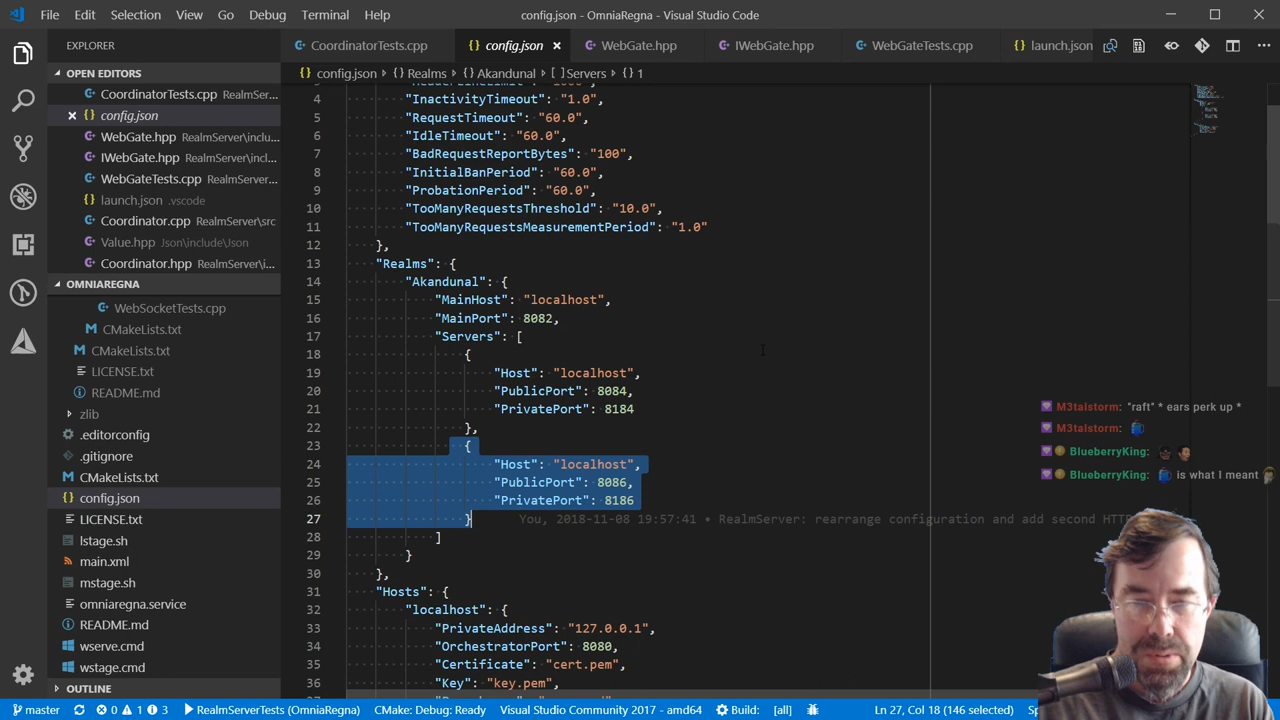 File Edit Selection View Go Debug Terminal Help
config.json - OmniaRegna - Visual Studio Code
EXPLORER
OPEN EDITORS
CoordinatorTests.cpp RealmSer...
config.json
WebGate.hpp RealmServer\inclu...
IWebGate.hpp RealmServer\incl...
WebGateTests.cpp RealmServer...
launch.json .vscode
Coordinator.cpp RealmServer\src
Value.hpp Json\include\Json
Coordinator.hpp RealmServer\i...
OMNIAREGNA
WebSocketTests.cpp
CMakeLists.txt
CMakeLists.txt
LICENSE.txt
README.md
zlib
.editorconfig
.gitignore
CMakeLists.txt
config.json
LICENSE.txt
lstage.sh
main.xml
mstage.sh
omniaregna.service
README.md
wserve.cmd
wstage.cmd
OUTLINE
CoordinatorTests.cpp config.json WebGate.hpp IWebGate.hpp WebGateTests.cpp launch.json
config.json Realms Akandunal Servers 1
4 "InactivityTimeout": "1.0",
5 "RequestTimeout": "60.0",
6 "IdleTimeout": "60.0",
7 "BadRequestReportBytes": "100",
8 "InitialBanPeriod": "60.0",
9 "ProbationPeriod": "60.0",
10 "TooManyRequestsThreshold": "10.0",
11 "TooManyRequestsMeasurementPeriod": "1.0"
12 },
13 "Realms": {
14 "Akandunal": {
15 "MainHost": "localhost",
16 "MainPort": 8082,
17 "Servers": [
18 {
19 "Host": "localhost",
20 "PublicPort": 8084,
21 "PrivatePort": 8184
22 },
23 {
24 "Host": "localhost",
25 "PublicPort": 8086,
26 "PrivatePort": 8186
27 } You, 2018-11-08 19:57:41 • RealmServer: rearrange configuration and add second HTT
28 ]
29 }
30 },
31 "Hosts": {
32 "localhost": {
33 "PrivateAddress": "127.0.0.1",
34 "OrchestratorPort": 8080,
35 "Certificate": "cert.pem",
36 "Key": "key.pem",
M3talstorm: "raft" * ears perk up *
M3talstorm:
BlueberryKing:
BlueberryKing: is what I meant
master 0 1 3 RealmServerTests (OmniaRegna) CMake: Debug: Ready Visual Studio Community 2017 - amd64 Build: [all] Ln 27, Col 18 (146 selected)